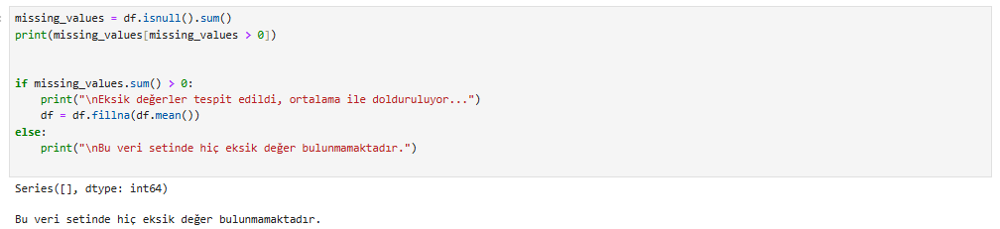 missing_values = df.isnull().sum()
print(missing_values[missing_values > 0])
if missing_values.sum() > 0:
    print("\nEksik değerler tespit edildi, ortalama ile dolduruluyor...")
    df = df.fillna(df.mean())
else:
    print("\nBu veri setinde hiç eksik değer bulunmamaktadır.")
Series([], dtype: int64)
Bu veri setinde hiç eksik değer bulunmamaktadır.